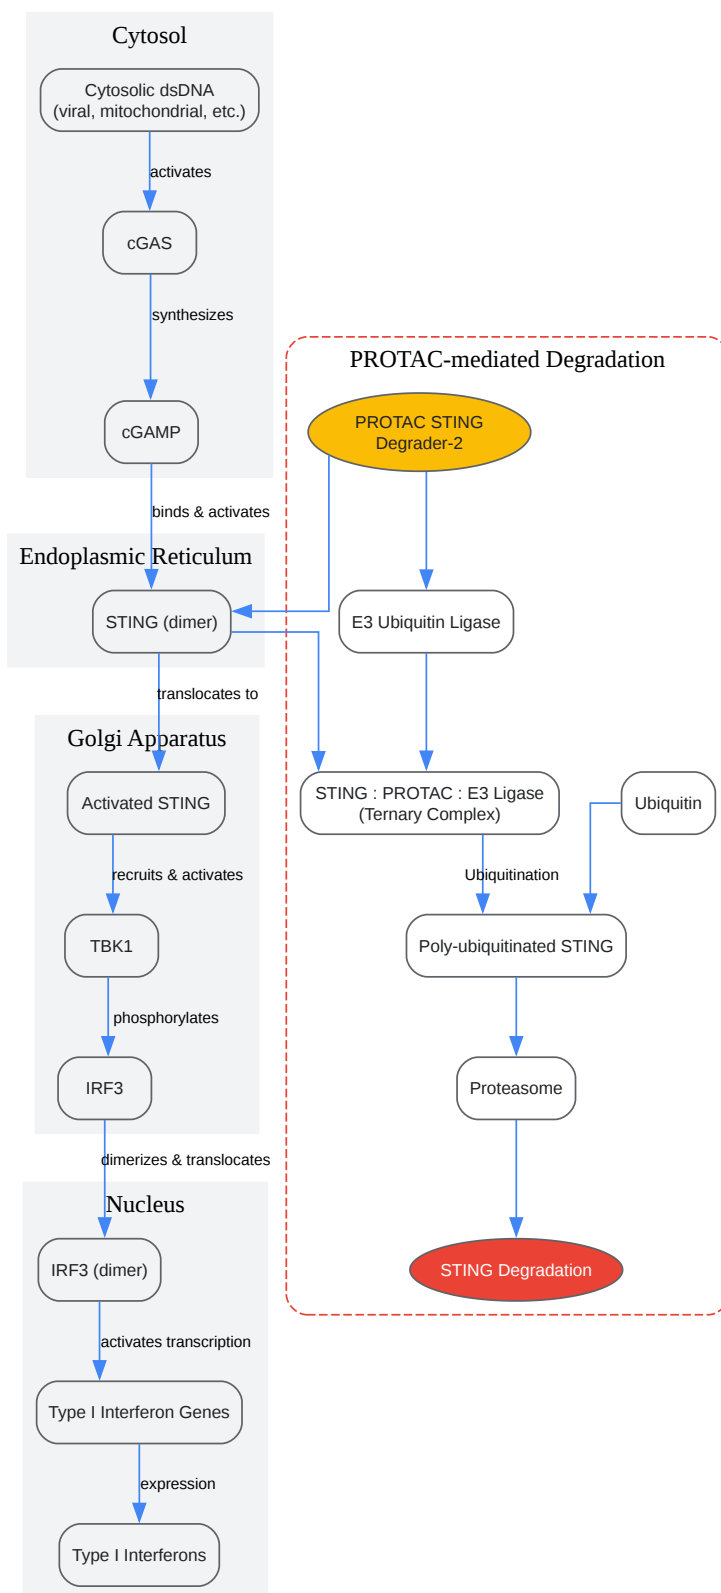 Cytosol
Cytosolic dsDNA
(viral, mitochondrial, etc.)
activates
cGAS
synthesizes
cGAMP
binds & activates
Endoplasmic Reticulum
STING (dimer)
translocates to
Golgi Apparatus
Activated STING
recruits & activates
TBK1
phosphorylates
IRF3
dimerizes & translocates
Nucleus
IRF3 (dimer)
activates transcription
Type I Interferon Genes
expression
Type I Interferons
PROTAC-mediated Degradation
PROTAC STING
Degrader-2
E3 Ubiquitin Ligase
STING : PROTAC : E3 Ligase
(Ternary Complex)
Ubiquitin
Ubiquitination
Poly-ubiquitinated STING
Proteasome
STING Degradation